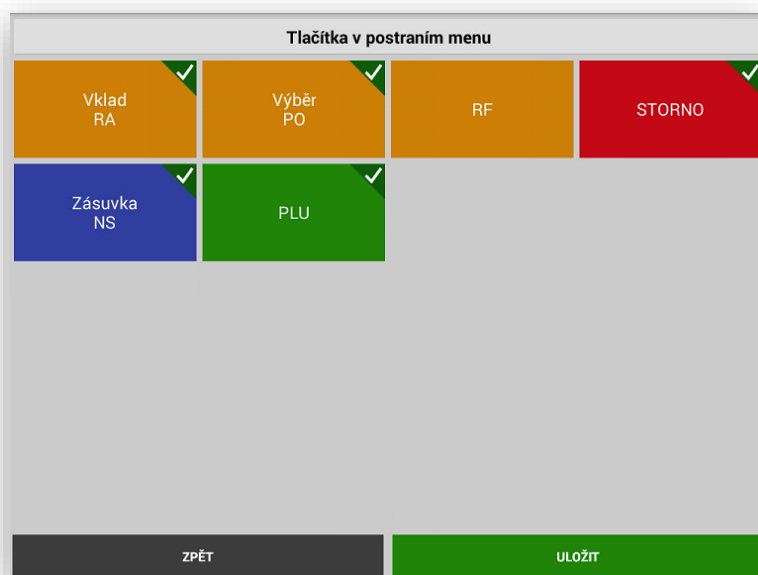 Tlačítka v postraním menu
Vklad
RA
Výběr
PO
RF
STORNO
Zásuvka
NS
PLU
ZPĚT
ULOŽIT